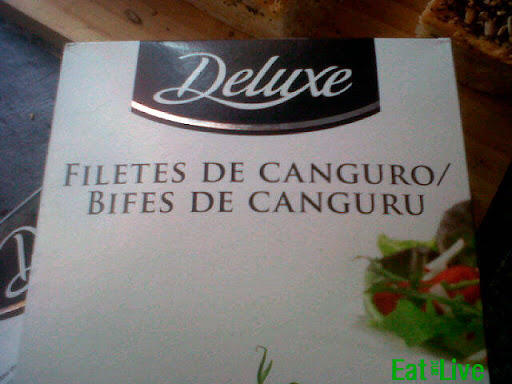 Deluxe
FILETES DE CANGURO/
BIFES DE CANGURU
Eat Live